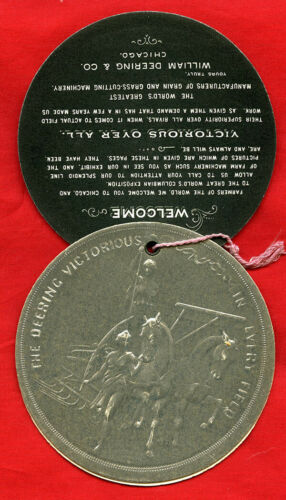 WELCOME
FARMERS OF THE WORLD, TO CHICAGO, AND
TO THE GREAT WORLD'S COLUMBIAN EXPOSITION.
ALLOW US TO CALL YOUR ATTENTION TO OUR SPLENDID LINE
OF FARM MACHINERY SUCH AS YOU SEE IN OUR EXHIBIT, AND THE
PICTURES OF WHICH ARE GIVEN IN THESE PAGES. THEY HAVE BEEN
AND ARE ALWAYS WILL BE,
VICTORIOUS OVER ALL.
THEIR SUPERIORITY OVER ALL RIVALS, WHEN IT COMES TO ACTUAL FIELD
WORK, AS GIVEN THEM A DEMAND THAT HAS IN A FEW YEARS MADE US
THE WORLD'S GREATEST
MANUFACTURERS OF GRAIN AND GRASS-CUTTING MACHINERY.
YOURS TRULY,
WILLIAM DEERING & CO.
CHICAGO.
THE DEERING VICTORIOUS IN EVERY FIELD